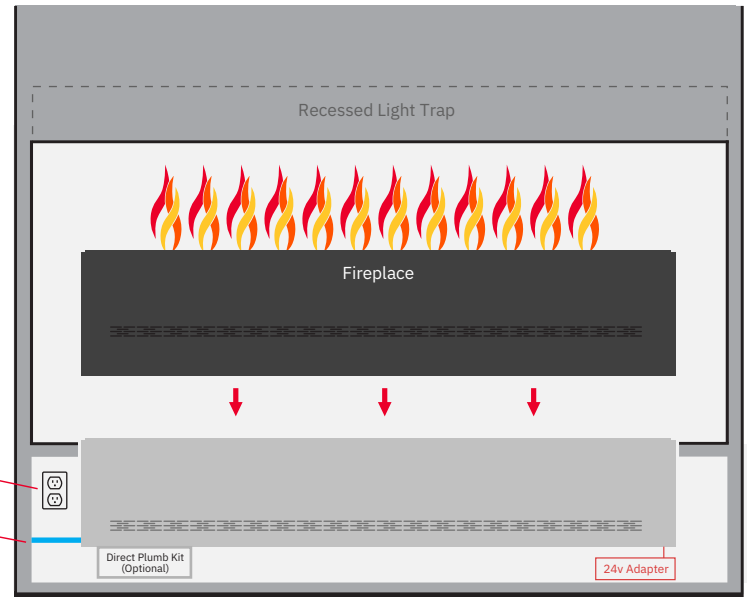 Recessed Light Trap
Fireplace
Direct Plumb Kit
(Optional)
24v Adapter